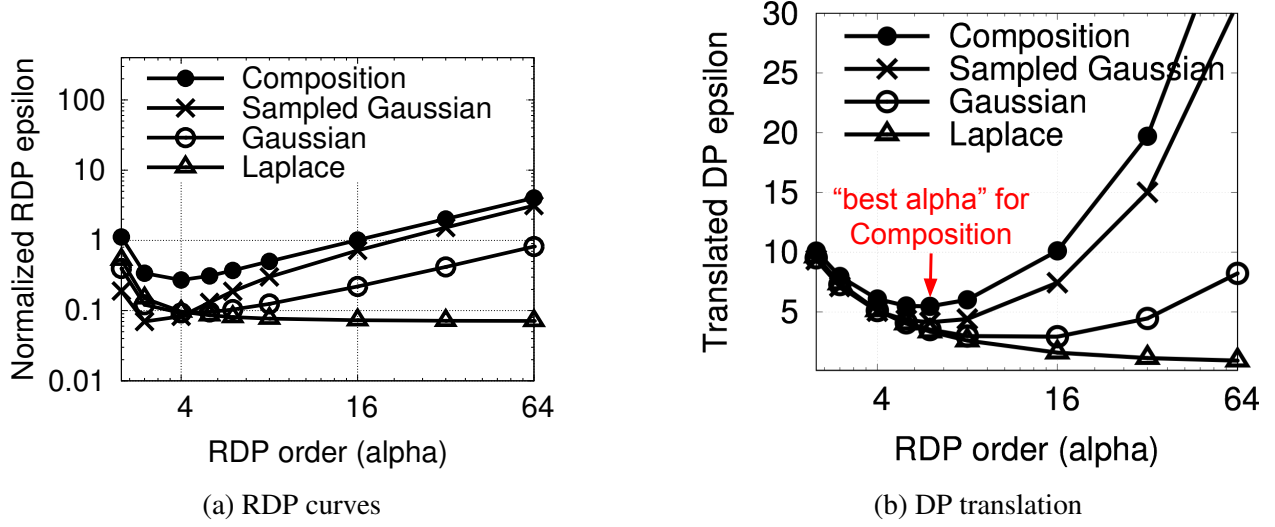 Normalized RDP epsilon
100
10
1
0.1
0.01
Composition
Sampled Gaussian
Gaussian
Laplace
4 16 64
RDP order (alpha)
(a) RDP curves
Translated DP epsilon
30
25
20
15
10
5
Composition
Sampled Gaussian
Gaussian
Laplace
“best alpha” for
Composition
4 16 64
RDP order (alpha)
(b) DP translation